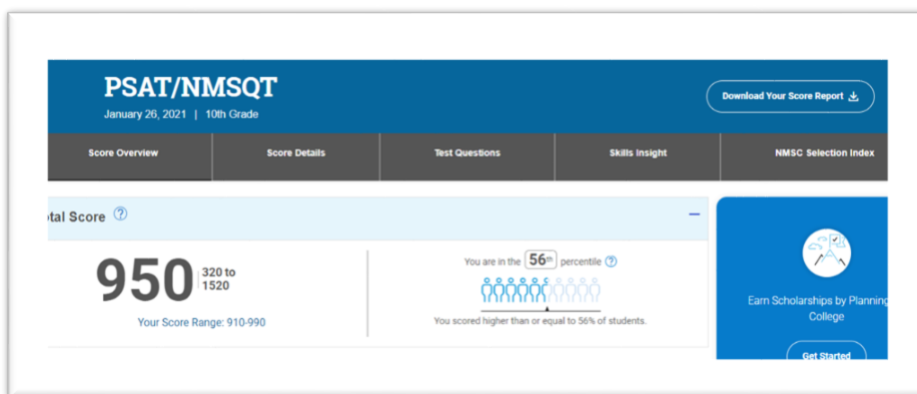 PSAT/NMSQT
January 26, 2021 | 10th Grade
Download Your Score Report
Score Overview
Score Details
Test Questions
Skills Insight
NMSC Selection Index
tal Score ?
950
320 to
1520
Your Score Range: 910-990
You are in the 56th percentile ?
You scored higher than or equal to 56% of students.
Earn Scholarships by Planning
College
Get Started